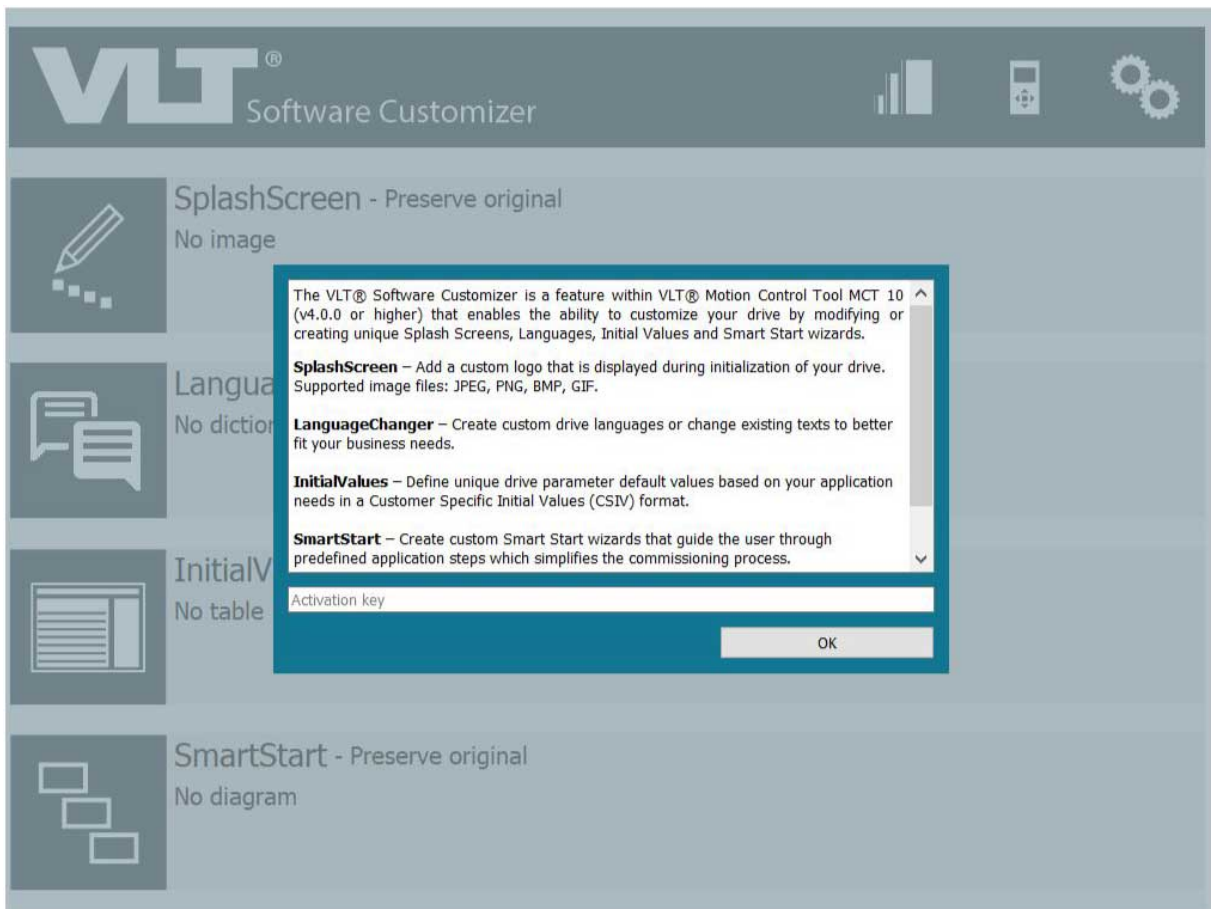 VLT®
Software Customizer
SplashScreen - Preserve original
No image
The VLT® Software Customizer is a feature within VLT® Motion Control Tool MCT 10
(v4.0.0 or higher) that enables the ability to customize your drive by modifying or
creating unique Splash Screens, Languages, Initial Values and Smart Start wizards.
SplashScreen – Add a custom logo that is displayed during initialization of your drive.
Supported image files: JPEG, PNG, BMP, GIF.
Langua
No diction
LanguageChanger – Create custom drive languages or change existing texts to better
fit your business needs.
InitialValues – Define unique drive parameter default values based on your application
needs in a Customer Specific Initial Values (CSIV) format.
SmartStart – Create custom Smart Start wizards that guide the user through
predefined application steps which simplifies the commissioning process.
InitialV
No table
Activation key
OK
SmartStart - Preserve original
No diagram